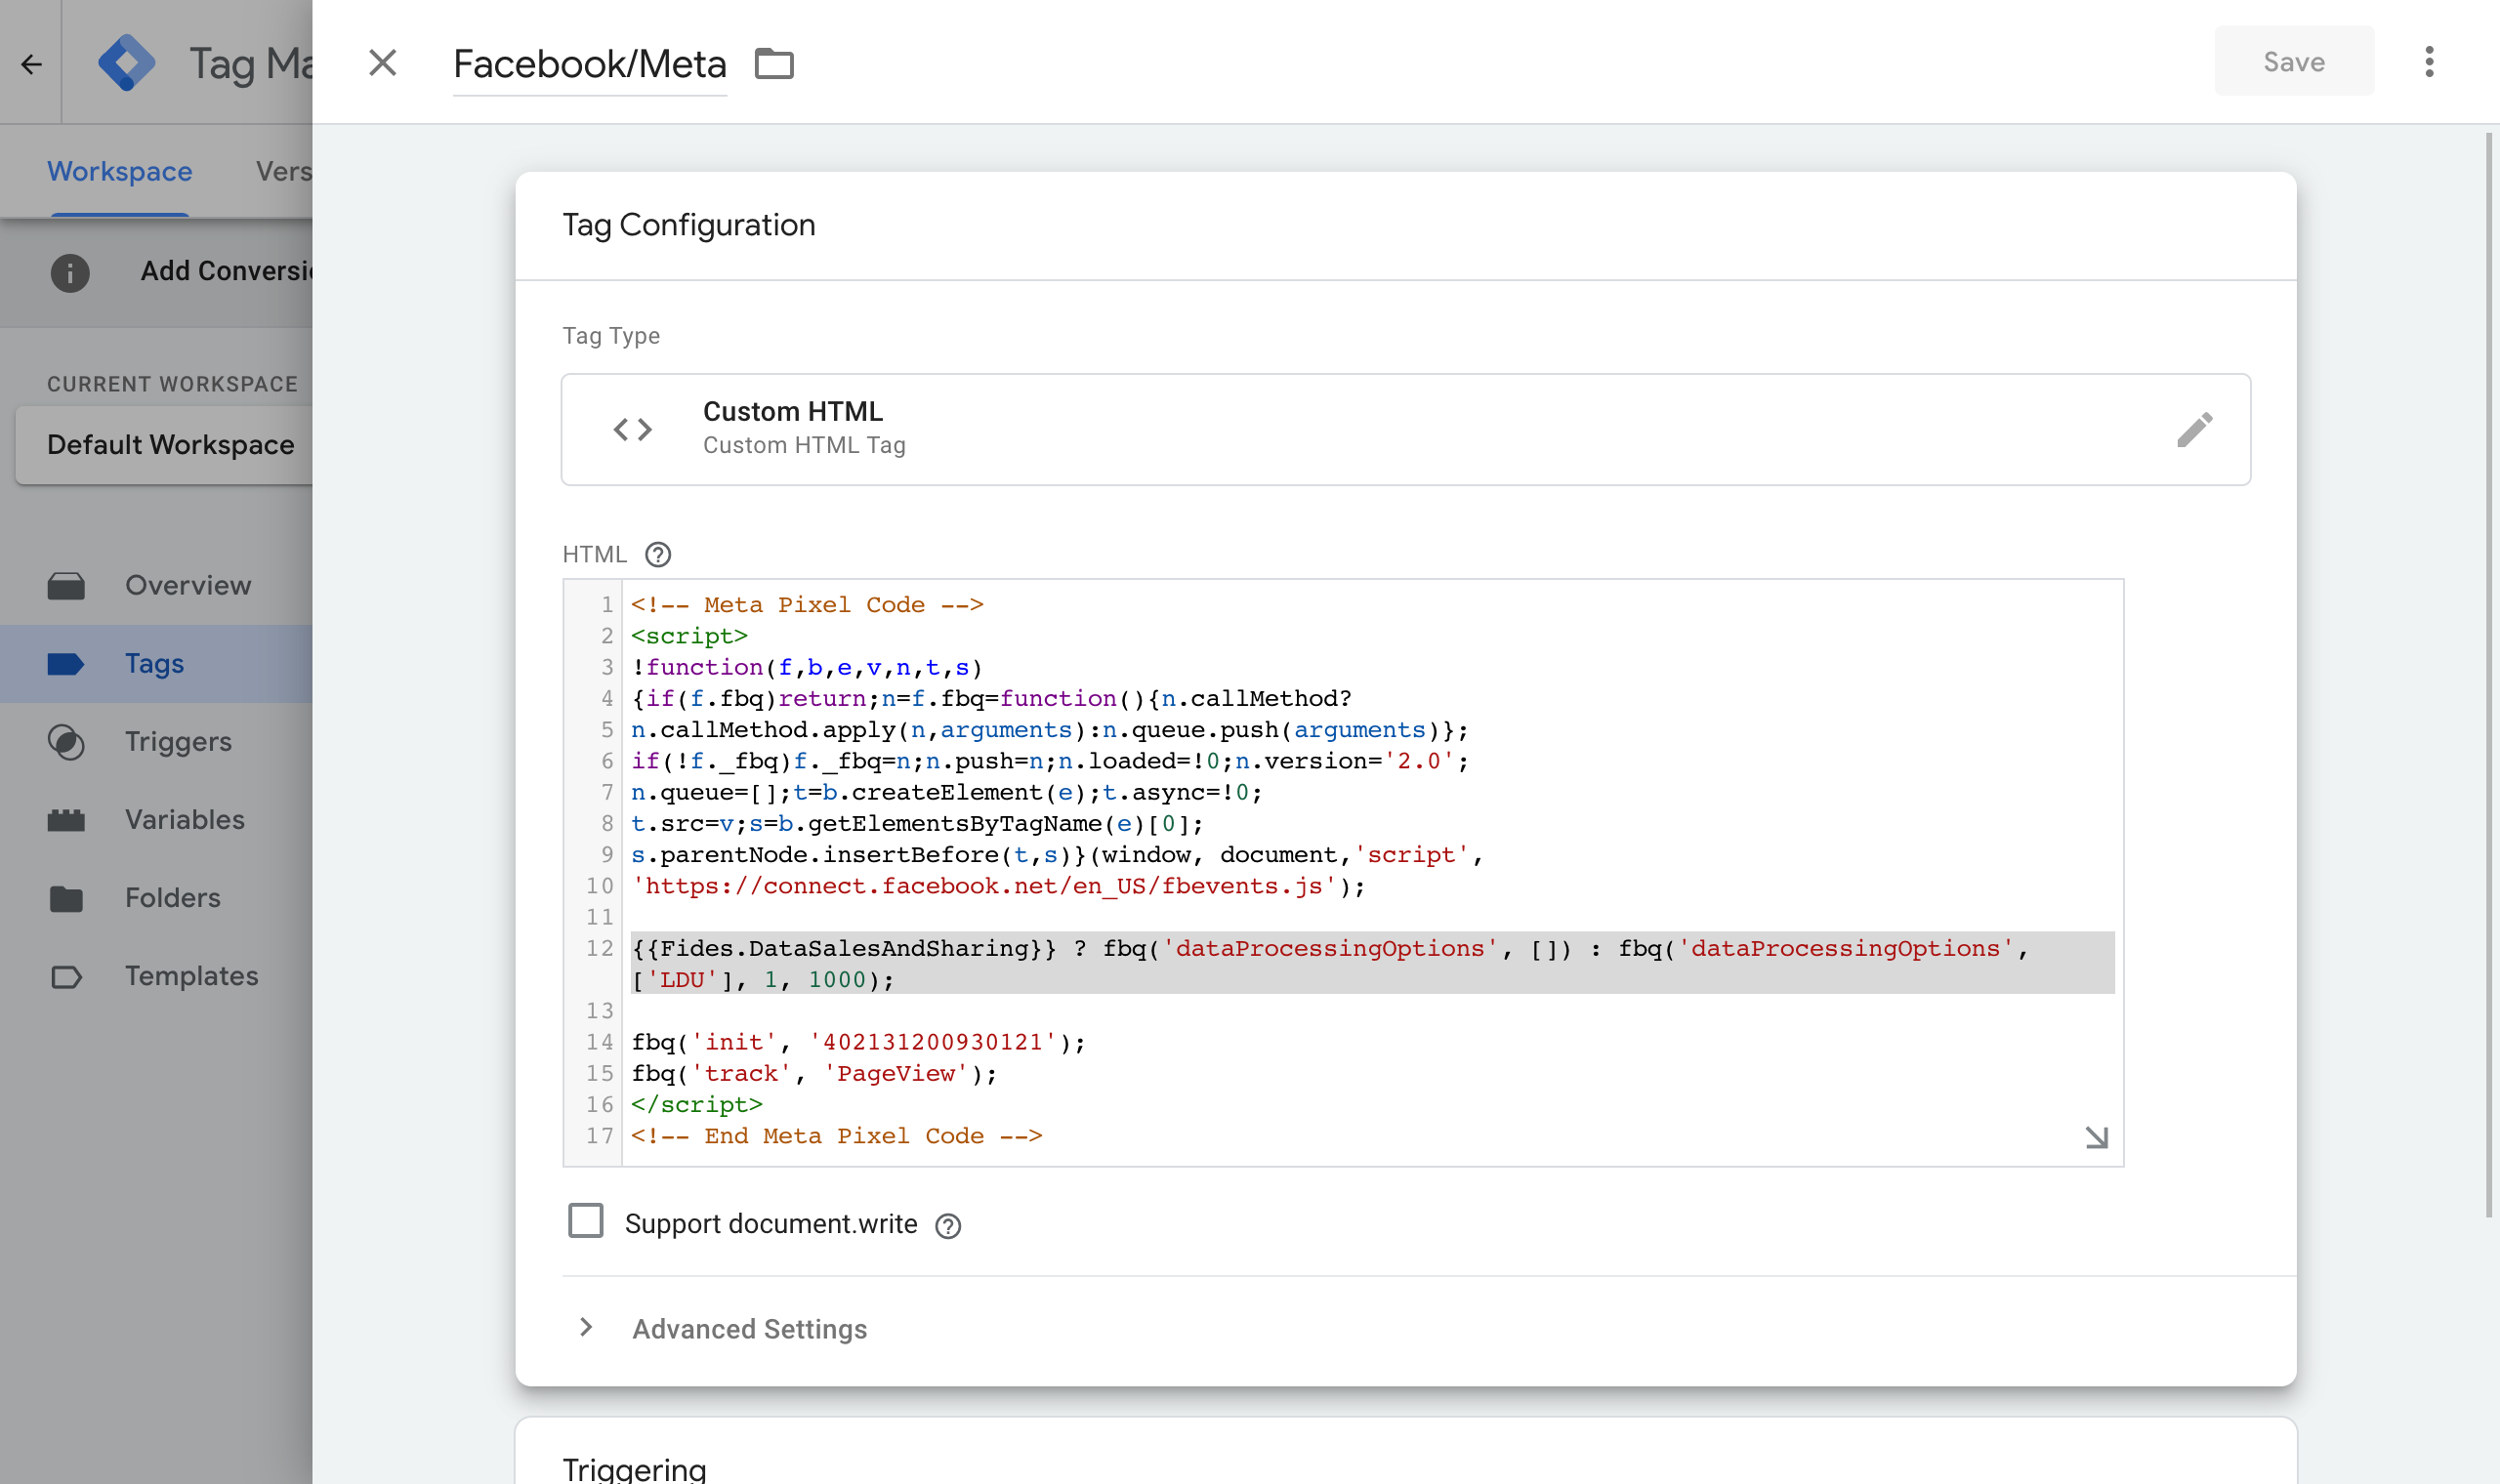 Tag Ma
Facebook/Meta
Save
Workspace
Vers
Add Conversi
CURRENT WORKSPACE
Default Workspace
Overview
Tags
Triggers
Variables
Folders
Templates
Tag Configuration
Tag Type
Custom HTML
Custom HTML Tag
HTML
1 <!-- Meta Pixel Code -->
2 <script>
3 !function(f,b,e,v,n,t,s)
4 {if(f.fbq)return;n=f.fbq=function(){n.callMethod?
5 n.callMethod.apply(n,arguments):n.queue.push(arguments)};
6 if(!f._fbq)f._fbq=n;n.push=n;n.loaded=!0;n.version='2.0';
7 n.queue=[];t=b.createElement(e);t.async=!0;
8 t.src=v;s=b.getElementsByTagName(e)[0];
9 s.parentNode.insertBefore(t,s)}(window, document,'script',
10 'https://connect.facebook.net/en_US/fbevents.js');
11
12 {{Fides.DataSalesAndSharing}} ? fbq('dataProcessingOptions', []) : fbq('dataProcessingOptions',
['LDU'], 1, 1000);
13
14 fbq('init', '402131200930121');
15 fbq('track', 'PageView');
16 </script>
17 <!-- End Meta Pixel Code -->
Support document.write
Advanced Settings
Triggering